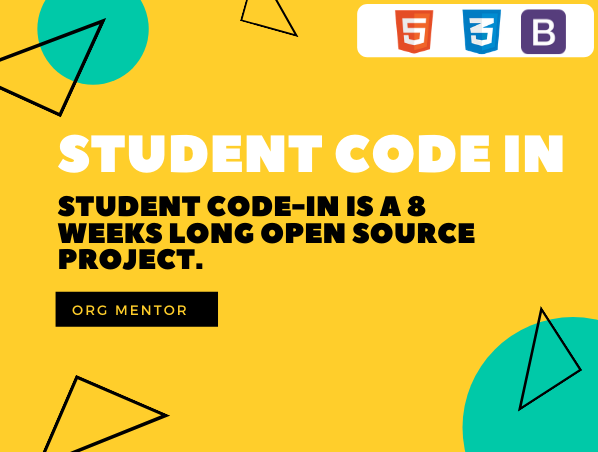 5 3 B
STUDENT CODE IN
STUDENT CODE-IN IS A 8
WEEKS LONG OPEN SOURCE
PROJECT.
ORG MENTOR